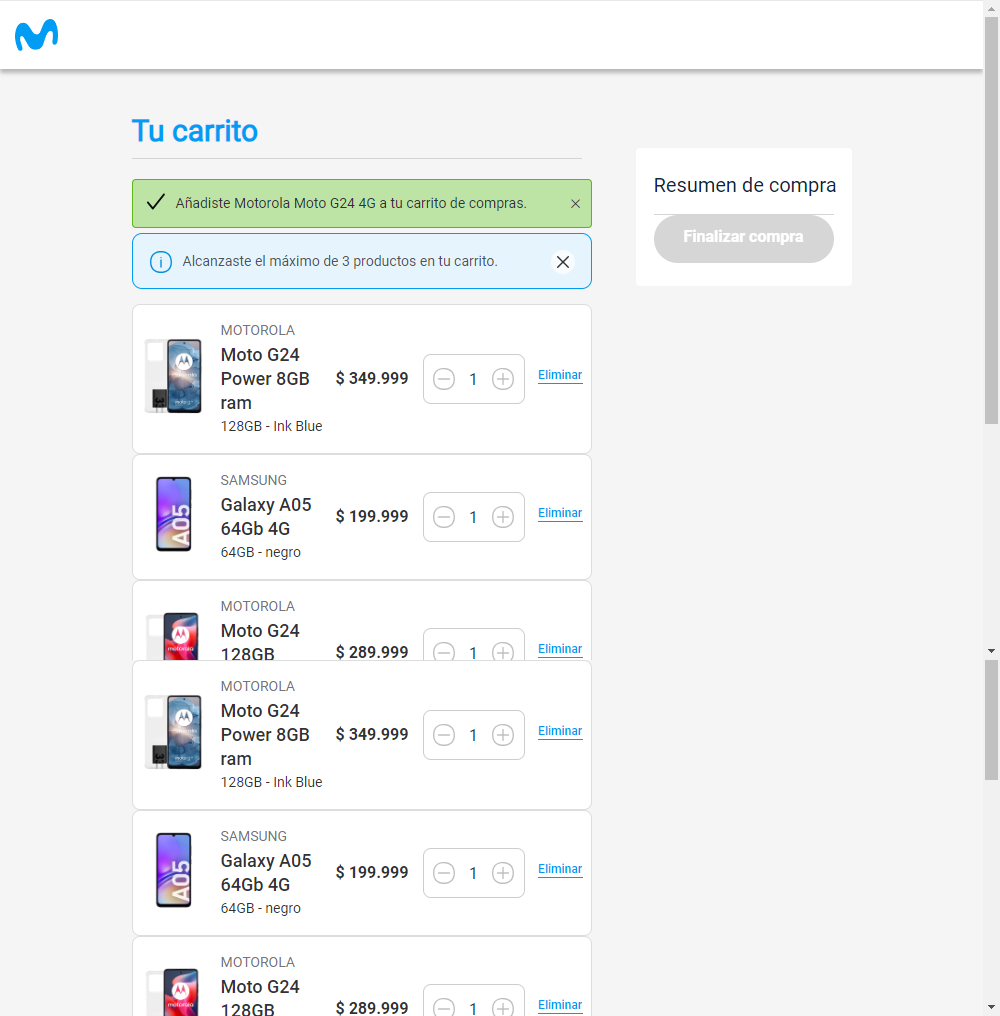 Tu carrito
Añadiste Motorola Moto G24 4G a tu carrito de compras.
Alcanzaste el máximo de 3 productos en tu carrito.
Resumen de compra
Finalizar compra
MOTOROLA
Moto G24
Power 8GB
ram
128GB - Ink Blue
$ 349.999
1
Eliminar
SAMSUNG
Galaxy A05
64Gb 4G
64GB - negro
$ 199.999
1
Eliminar
A05
MOTOROLA
Moto G24
128GB
$ 289.999
1
Eliminar
motorola
MOTOROLA
Moto G24
Power 8GB
ram
128GB - Ink Blue
$ 349.999
1
Eliminar
SAMSUNG
Galaxy A05
64Gb 4G
64GB - negro
$ 199.999
1
Eliminar
A05
MOTOROLA
Moto G24
128GB
$ 289.999
1
Eliminar
motorola